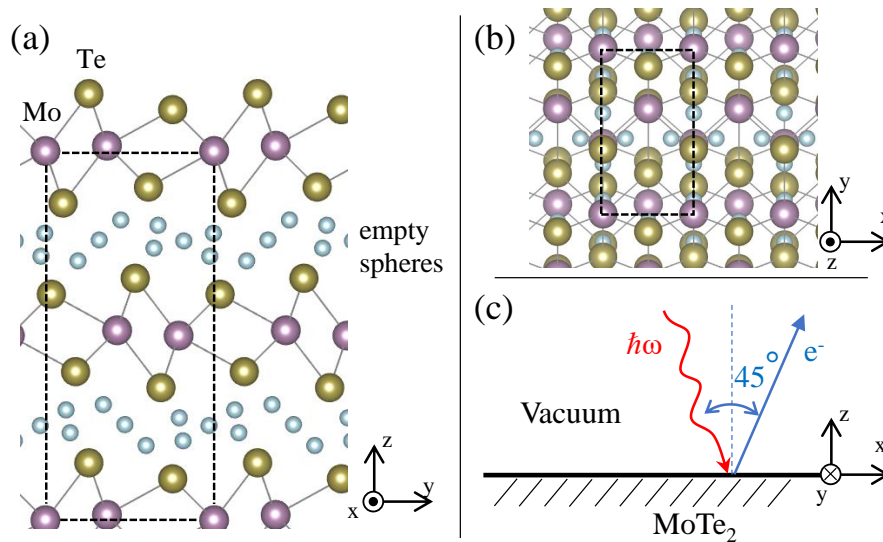 (a)
Te
Mo
empty
spheres
z
y
x
(b)
y
x
z
(c)
ħω
45°
e-
Vacuum
z
x
y
MoTe₂